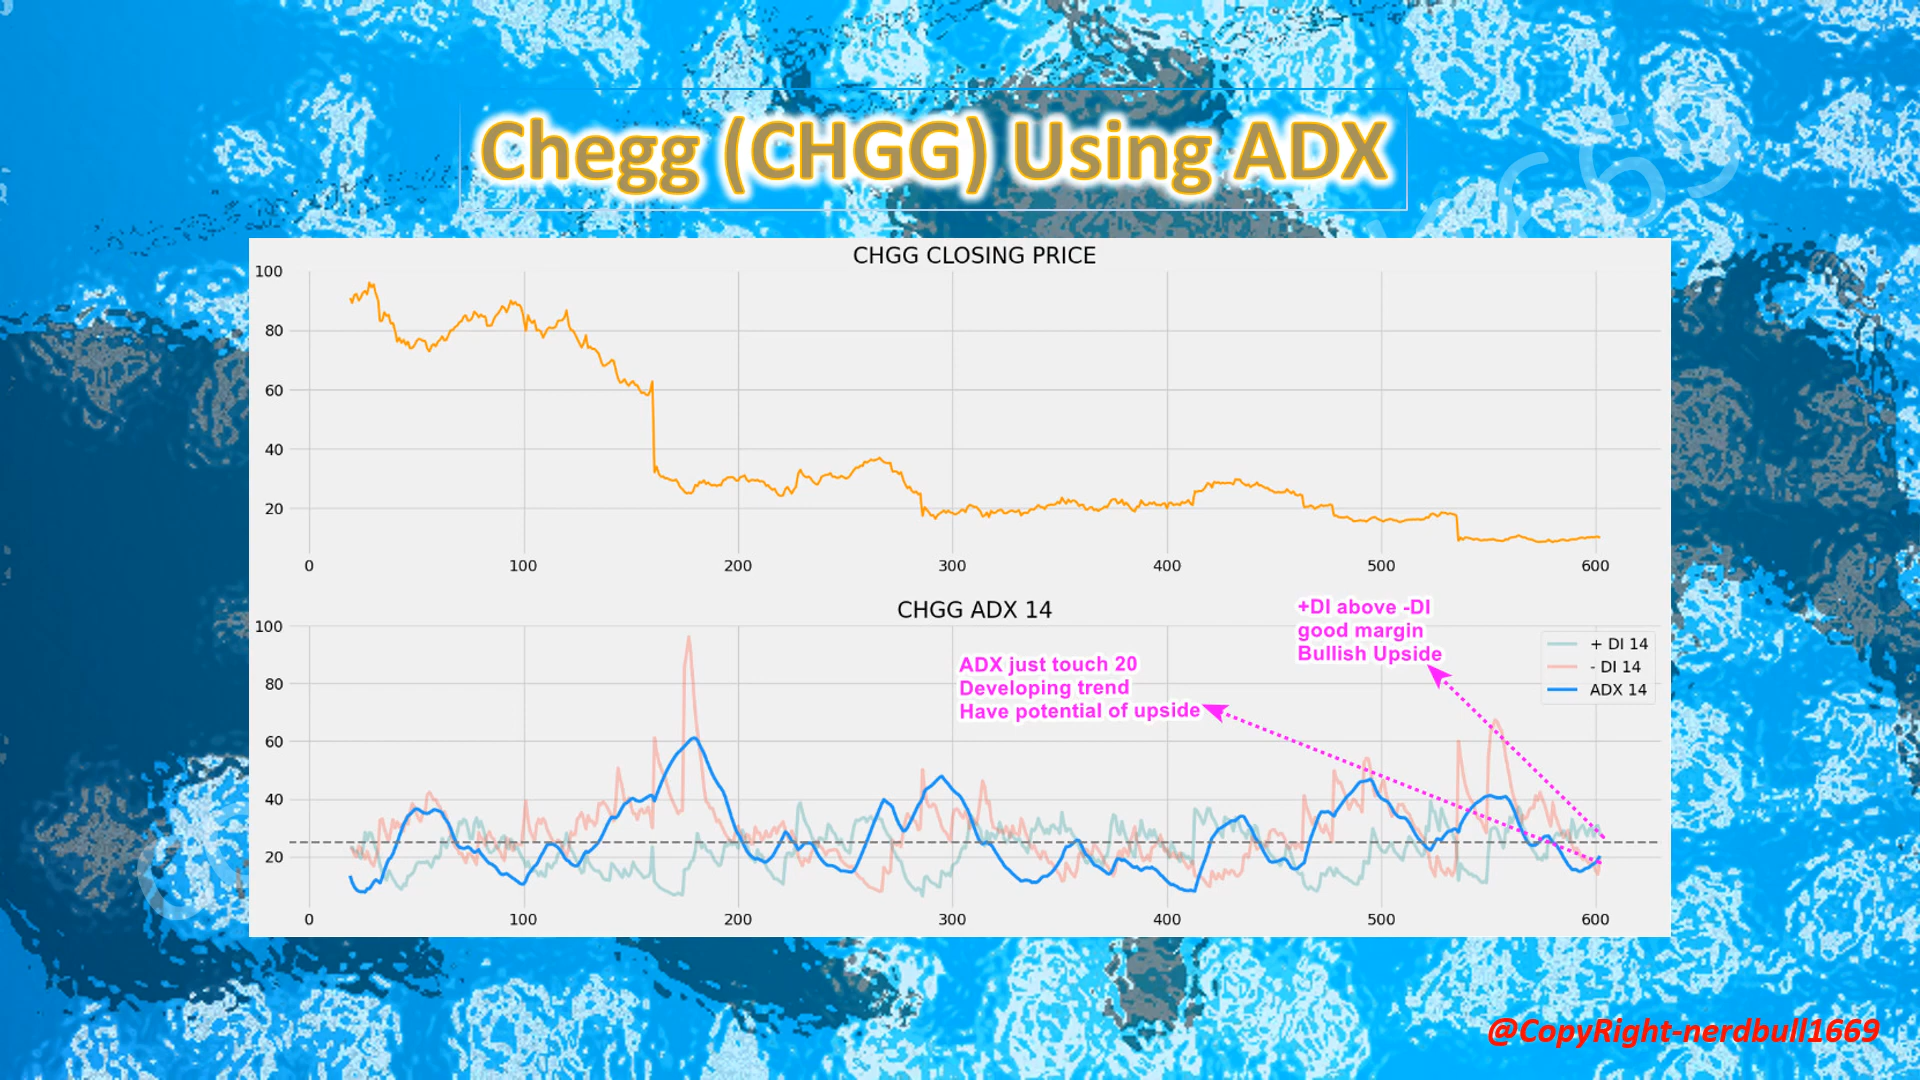 Chegg (CHGG) Using ADX
CHGG CLOSING PRICE
100
80
60
40
20
0 100 200 300 400 500 600
CHGG ADX 14
100
80
60
40
20
0 100 200 300 400 500 600
ADX just touch 20
Developing trend
Have potential of upside
+DI above -DI
good margin
Bullish Upside
+ DI 14
- DI 14
ADX 14
@CopyRight-nerdbull1669